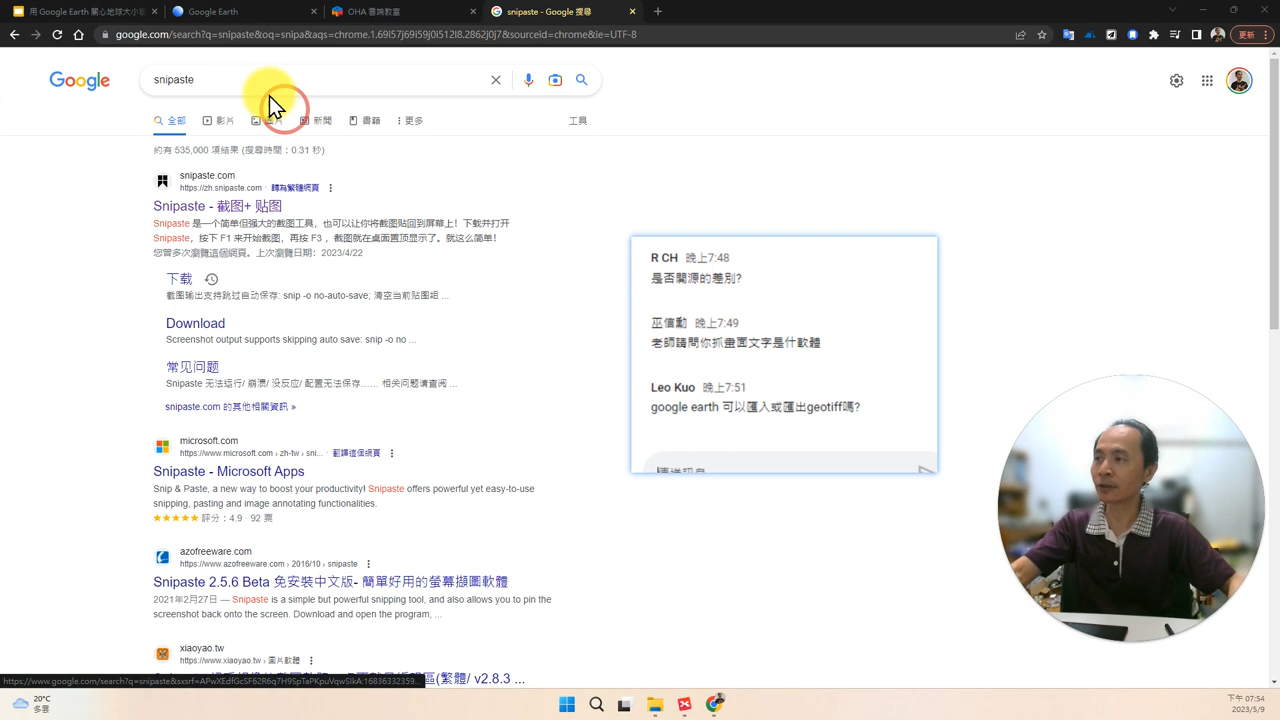 用 Google Earth 關心地球大小事
Google Earth
OHA 雲端教室
snipaste - Google 搜尋
google.com/search?q=snipaste&oq=snip&aqs=chrome.1.69i57j69i59j0i512l8.2862j0j7&sourceid=chrome&ie=UTF-8
更新
Google
snipaste
全部
影片
新聞
書籍
更多
工具
約有 535,000 項結果 (搜尋時間：0.31 秒)
snipaste.com
https://zh.snipaste.com · 轉為繁體網頁
Snipaste - 截图+ 贴图
Snipaste 是一个简单但强大的截图工具，也可以让你将截图贴回到屏幕上！下载并打开
Snipaste，按下 F1 来开始截图，再按 F3 ，截图就在桌面置顶显示了。就这么简单!
您曾多次瀏覽這個網頁。上次瀏覽日期：2023/4/22
下载
截图输出支持跳过自动保存: snip -o no-auto-save; 清空当前贴图组 ...
Download
Screenshot output supports skipping auto save: snip -o no ...
常见问题
Snipaste 无法运行/ 崩溃/ 没反应/ 配置无法保存…… 相关问题请查阅 ...
snipaste.com 的其他相關資訊 »
microsoft.com
https://www.microsoft.com › zh-tw › sni... · 翻譯這個網頁
Snipaste - Microsoft Apps
Snip & Paste, a new way to boost your productivity! Snipaste offers powerful yet easy-to-use
snipping, pasting and image annotating functionalities.
評分：4.9 · 92 票
azofreeware.com
https://www.azofreeware.com › 2016/10 › snipaste
Snipaste 2.5.6 Beta 免安裝中文版- 簡單好用的螢幕擷圖軟體
2021年2月27日 — Snipaste is a simple but powerful snipping tool, and also allows you to pin the
screenshot back onto the screen. Download and open the program, ...
xiaoyao.tw
https://www.xiaoyao.tw › 圖片軟體
R CH 晚上7:48
是否開源的差別?
巫信勳 晚上7:49
老師請問你抓畫面文字是什軟體
Leo Kuo 晚上7:51
google earth 可以匯入或匯出geotiff嗎?
20°C
多雲
下午 07:54
2023/5/9